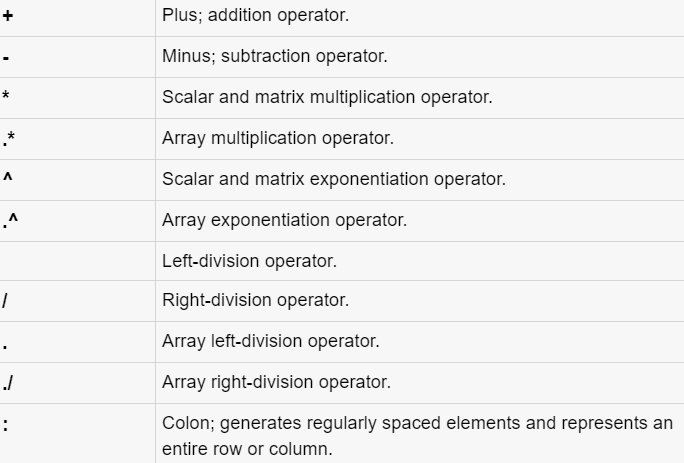 + Plus; addition operator.
- Minus; subtraction operator.
* Scalar and matrix multiplication operator.
.* Array multiplication operator.
^ Scalar and matrix exponentiation operator.
.^ Array exponentiation operator.
Left-division operator.
/ Right-division operator.
. Array left-division operator.
./ Array right-division operator.
: Colon; generates regularly spaced elements and represents an
entire row or column.